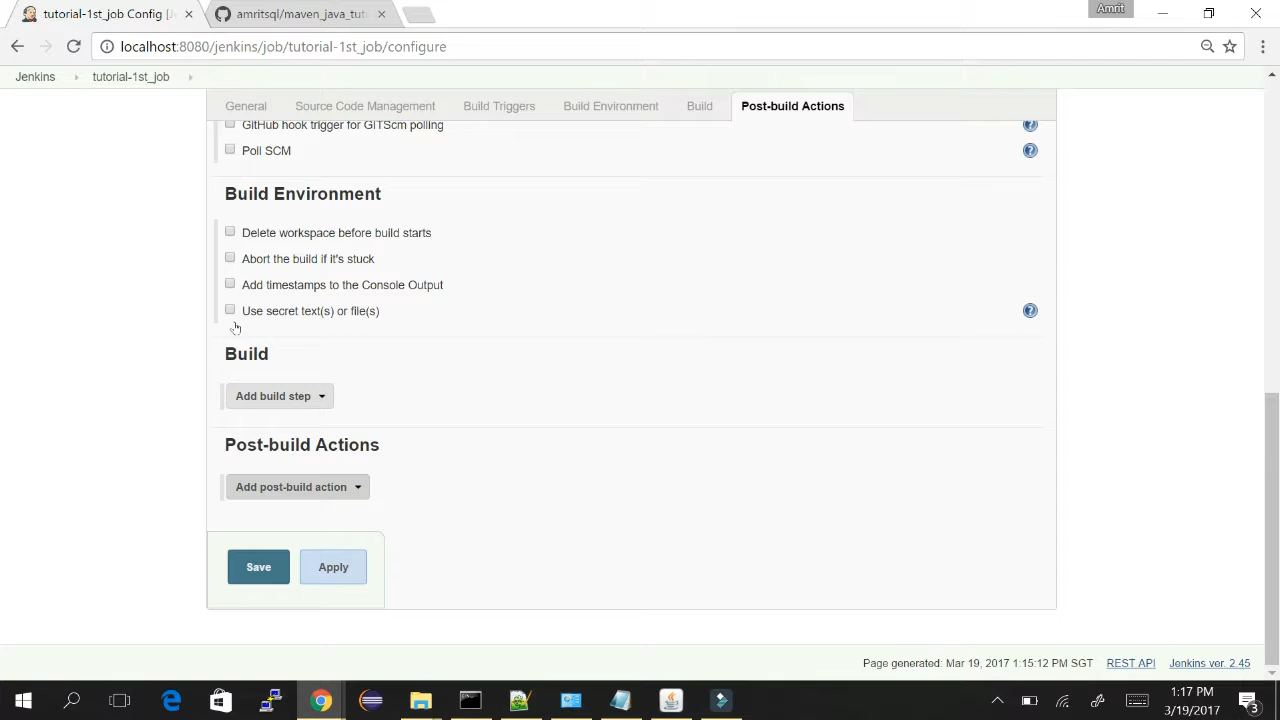 tutorial-1st_job Config [J
amritsql/maven_java_tuto
Amrit
localhost:8080/jenkins/job/tutorial-1st_job/configure
Jenkins
tutorial-1st_job
General
Source Code Management
Build Triggers
Build Environment
Build
Post-build Actions
GitHub hook trigger for GITScm polling
Poll SCM
Build Environment
Delete workspace before build starts
Abort the build if it's stuck
Add timestamps to the Console Output
Use secret text(s) or file(s)
Build
Add build step
Post-build Actions
Add post-build action
Save
Apply
Page generated: Mar 19, 2017 1:15:12 PM SGT
REST API
Jenkins ver. 2.45
1:17 PM
3/19/2017
3